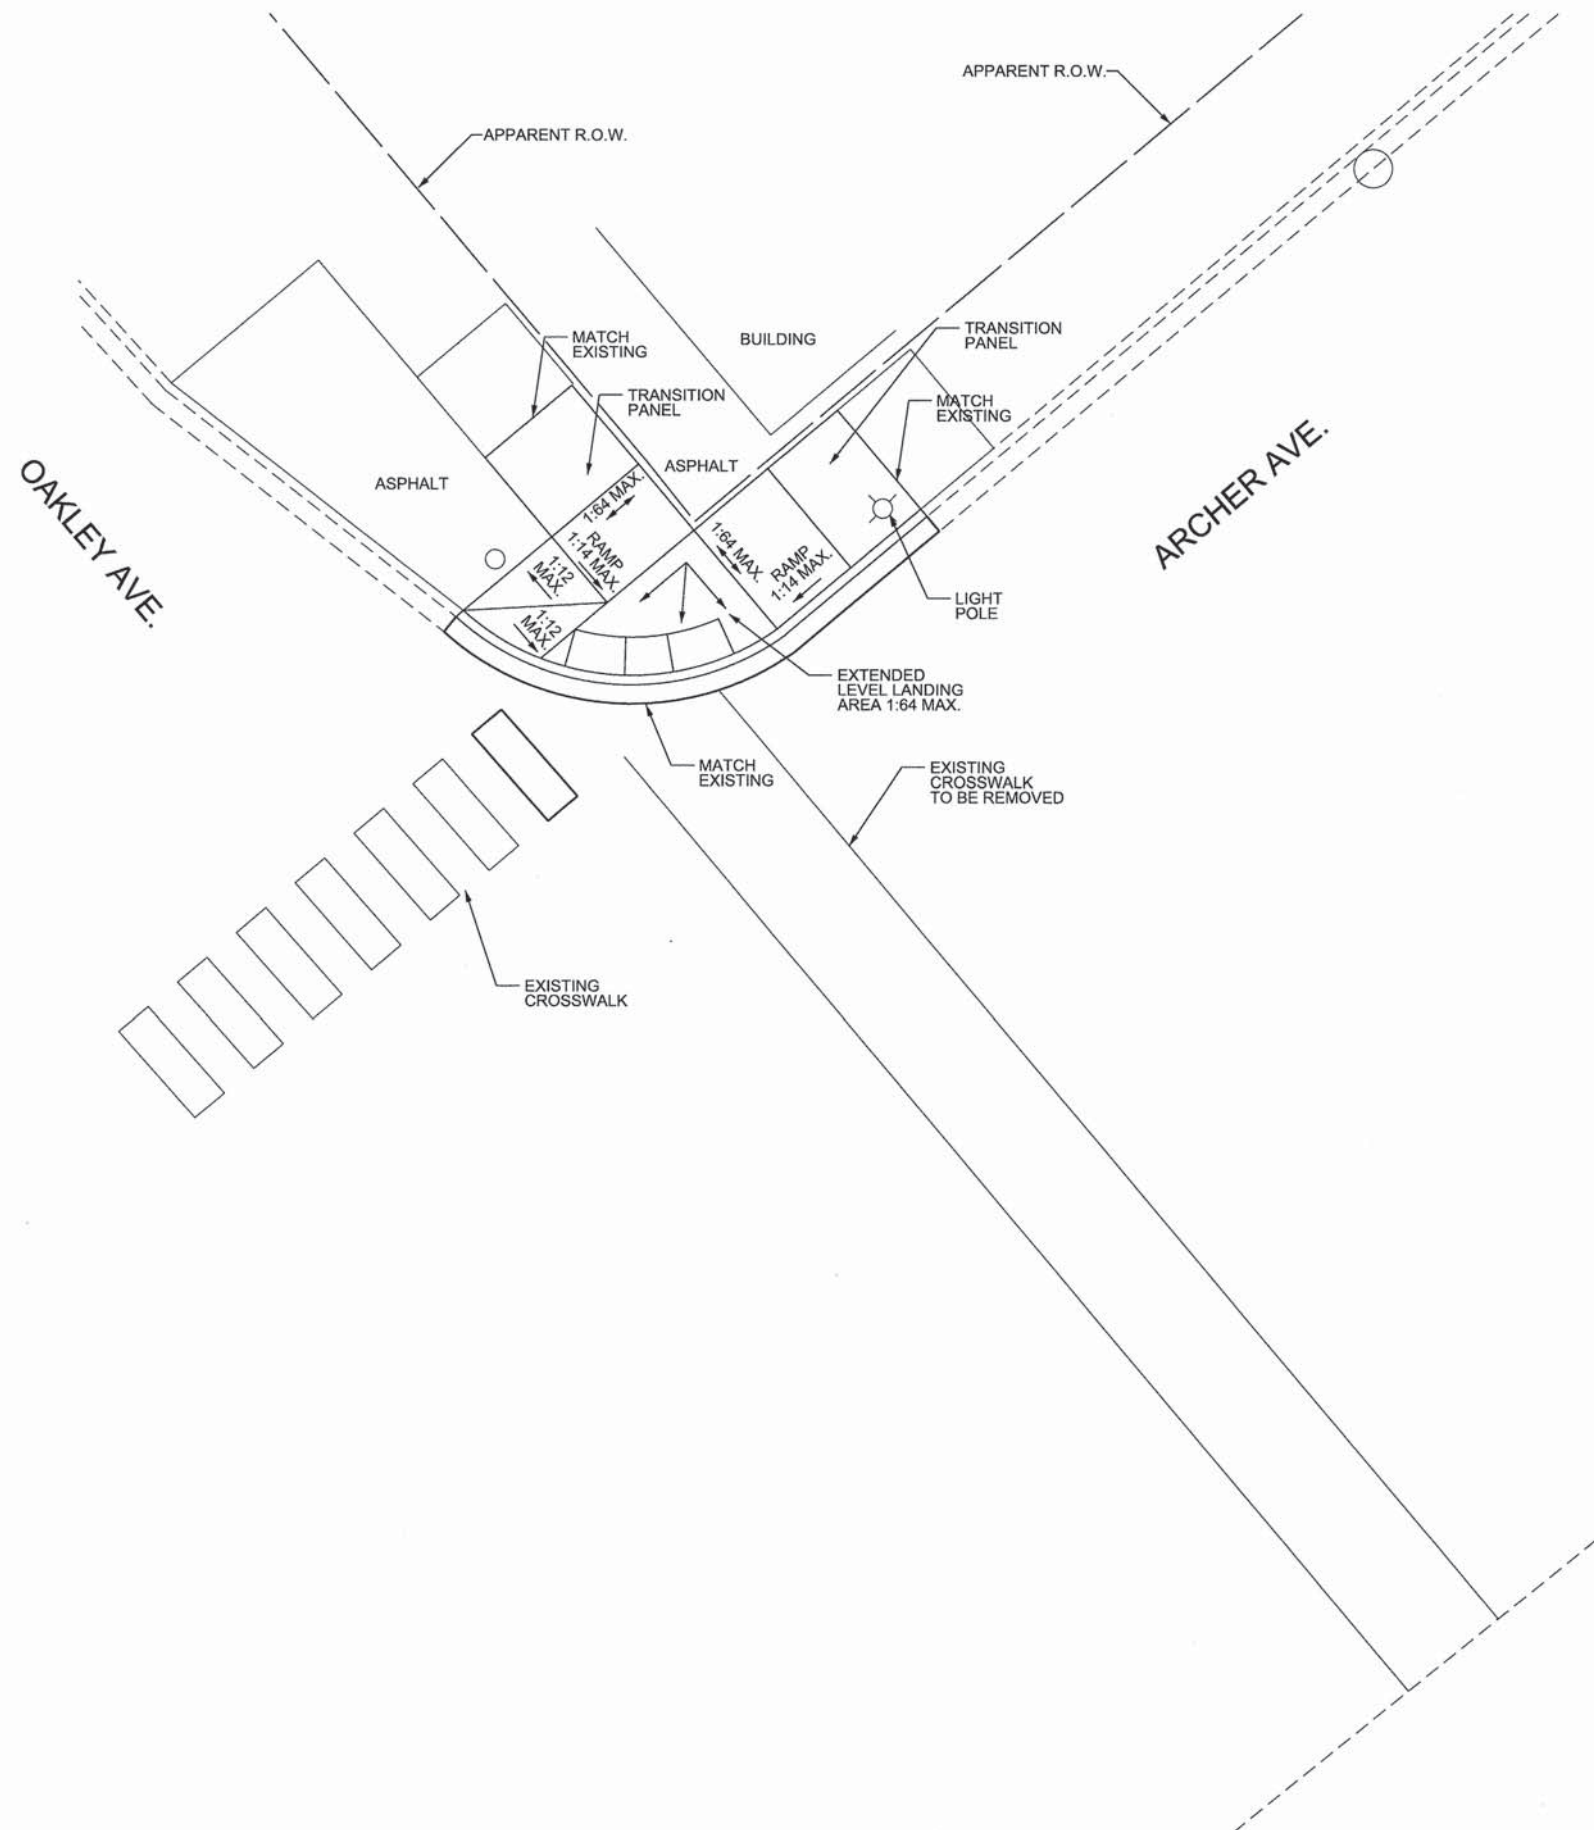 APPARENT R.O.W.
APPARENT R.O.W.
MATCH
EXISTING
BUILDING
TRANSITION
PANEL
TRANSITION
PANEL
MATCH
EXISTING
OAKLEY AVE.
ASPHALT
ASPHALT
ARCHER AVE.
1:64 MAX.
RAMP
1:14 MAX.
1:12
MAX.
1:12
MAX.
1:64 MAX.
RAMP
1:14 MAX.
LIGHT
POLE
EXTENDED
LEVEL LANDING
AREA 1:64 MAX.
MATCH
EXISTING
EXISTING
CROSSWALK
TO BE REMOVED
EXISTING
CROSSWALK